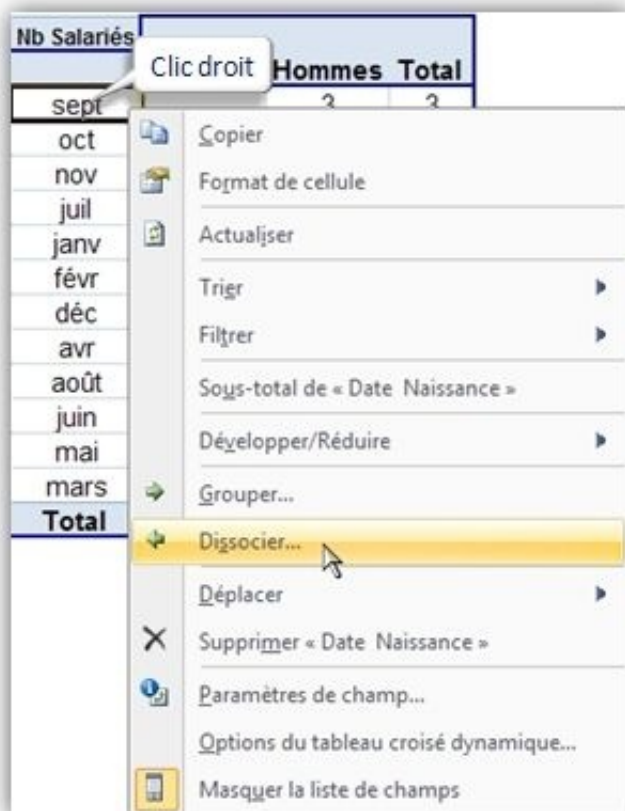 Nb Salariés
Clic droit
Hommes Total
sept 3 3
oct
nov
juil
janv
févr
déc
avr
août
juin
mai
mars
Total
Copier
Format de cellule
Actualiser
Trier
Filtrer
Sous-total de « Date Naissance »
Développer/Réduire
Grouper...
Dissocier...
Déplacer
Supprimer « Date Naissance »
Paramètres de champ...
Options du tableau croisé dynamique...
Masquer la liste de champs